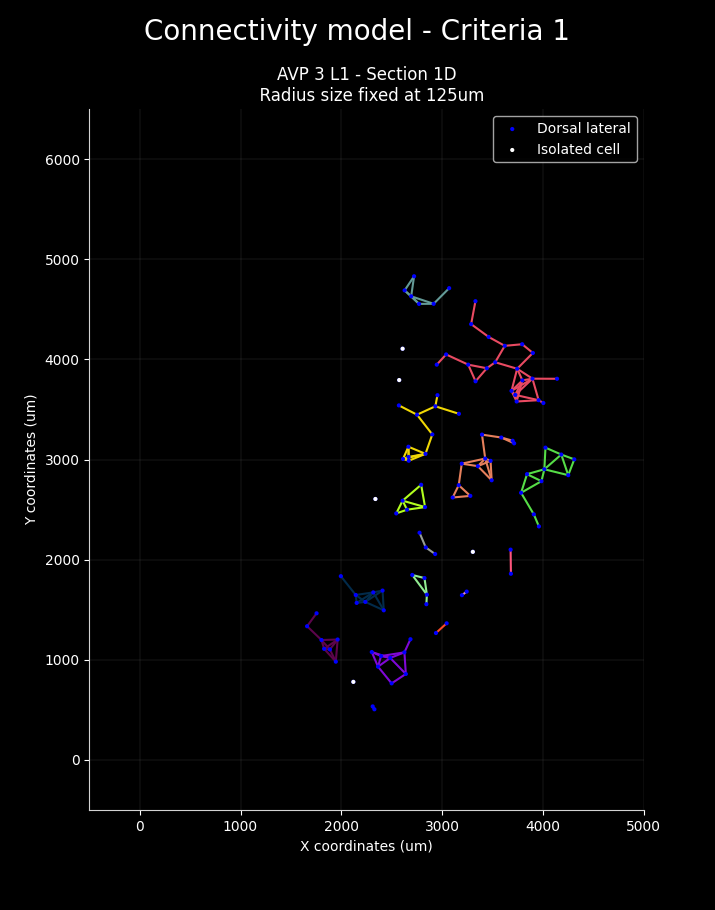 Connectivity model - Criteria 1
AVP 3 L1 - Section 1D
Radius size fixed at 125um
Dorsal lateral
Isolated cell
6000
5000
4000
3000
2000
1000
0
Y coordinates (um)
0 1000 2000 3000 4000 5000
X coordinates (um)